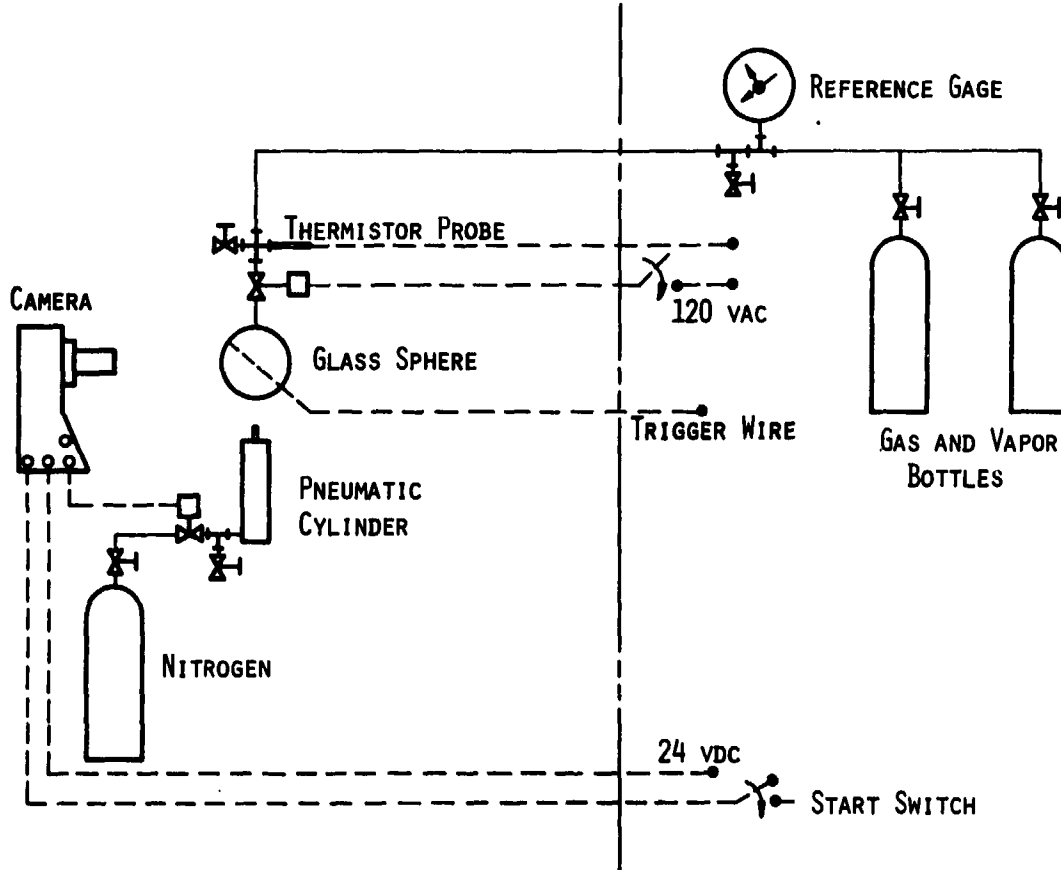 Reference Gage
Thermistor Probe
Camera
120 vac
Glass Sphere
Trigger Wire
Gas and Vapor
Bottles
Pneumatic
Cylinder
Nitrogen
24 vdc
Start Switch